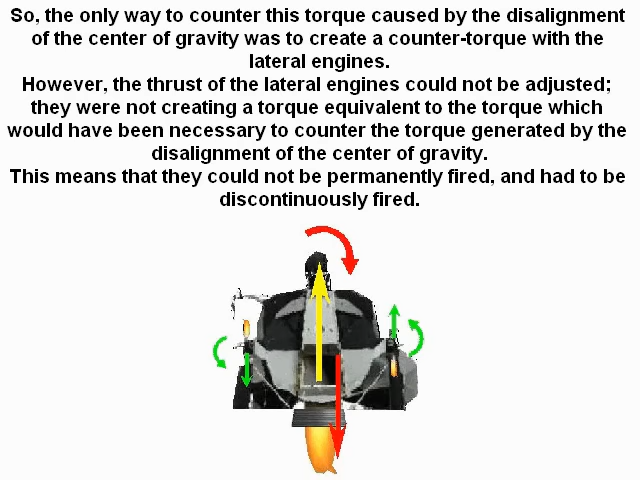 So, the only way to counter this torque caused by the disalignment
of the center of gravity was to create a counter-torque with the
lateral engines.
However, the thrust of the lateral engines could not be adjusted;
they were not creating a torque equivalent to the torque which
would have been necessary to counter the torque generated by the
disalignment of the center of gravity.
This means that they could not be permanently fired, and had to be
discontinuously fired.